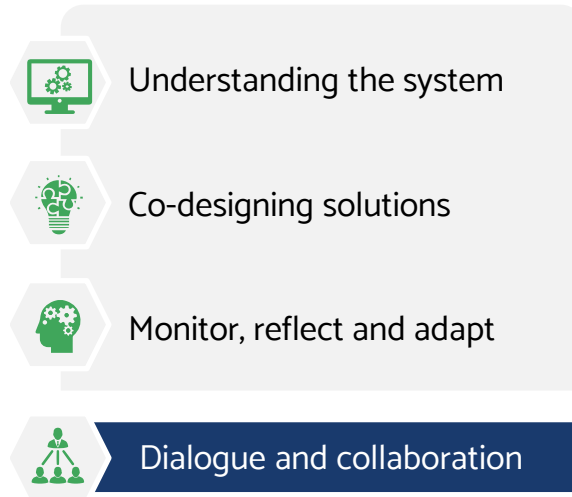 Understanding the system
Co-designing solutions
Monitor, reflect and adapt
Dialogue and collaboration